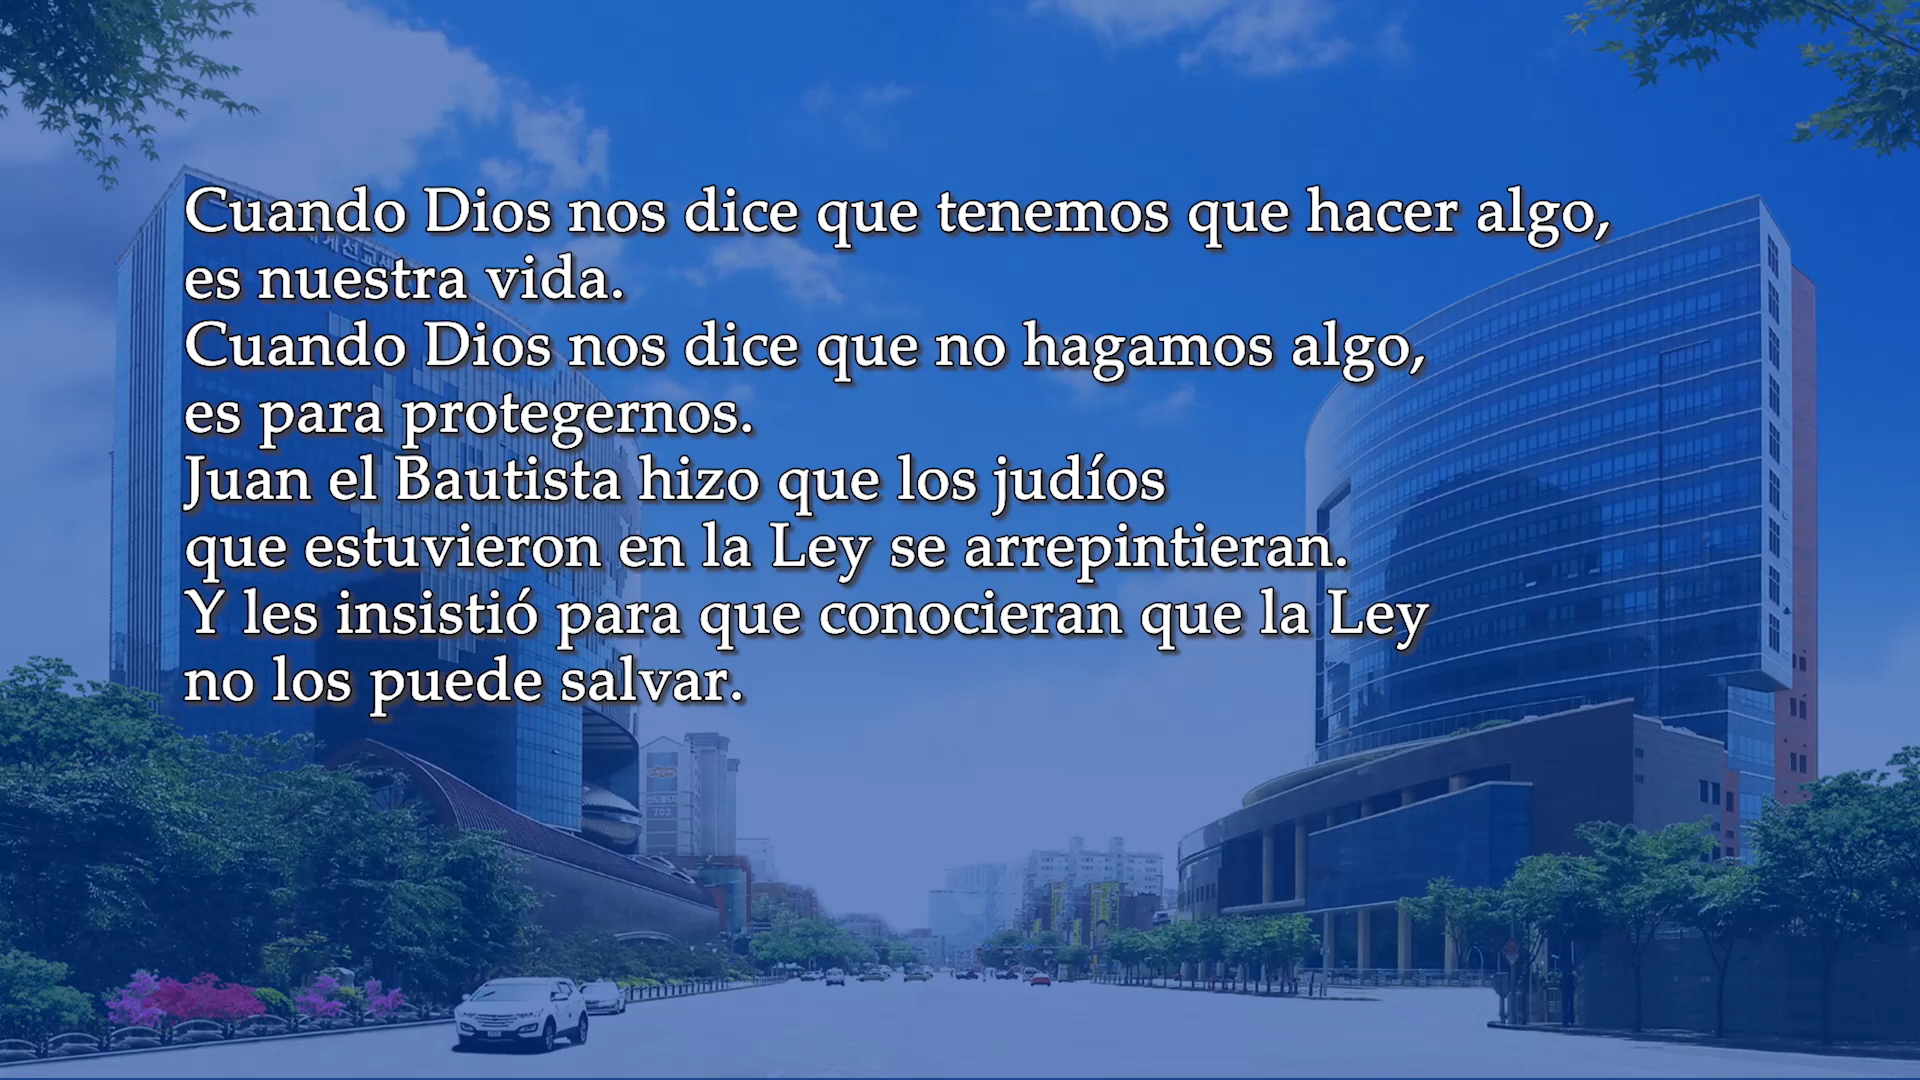 Cuando Dios nos dice que tenemos que hacer algo,
es nuestra vida.
Cuando Dios nos dice que no hagamos algo,
es para protegernos.
Juan el Bautista hizo que los judíos
que estuvieron en la Ley se arrepintieran.
Y les insistió para que conocieran que la Ley
no los puede salvar.
702